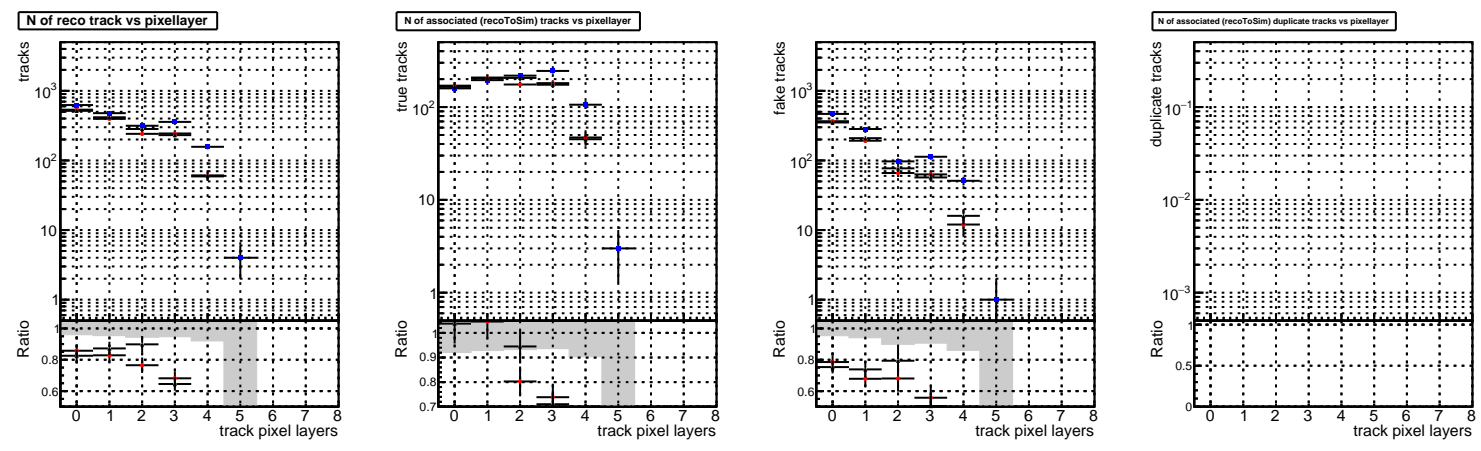 N of reco track vs pixellayer
tracks
10³
10²
10
1
Ratio
1
0.8
0.6
0 1 2 3 4 5 6 7 8
track pixel layers
N of associated (recoToSim) tracks vs pixellayer
true tracks
10²
10
1
Ratio
1
0.9
0.8
0.7
0 1 2 3 4 5 6 7 8
track pixel layers
fake tracks
10³
10²
10
1
Ratio
1
0.8
0.6
0 1 2 3 4 5 6 7 8
track pixel layers
N of associated (recoToSim) duplicate tracks vs pixellayer
duplicate tracks
10⁻¹
10⁻²
10⁻³
Ratio
1
0.5
0
0 1 2 3 4 5 6 7 8
track pixel layers